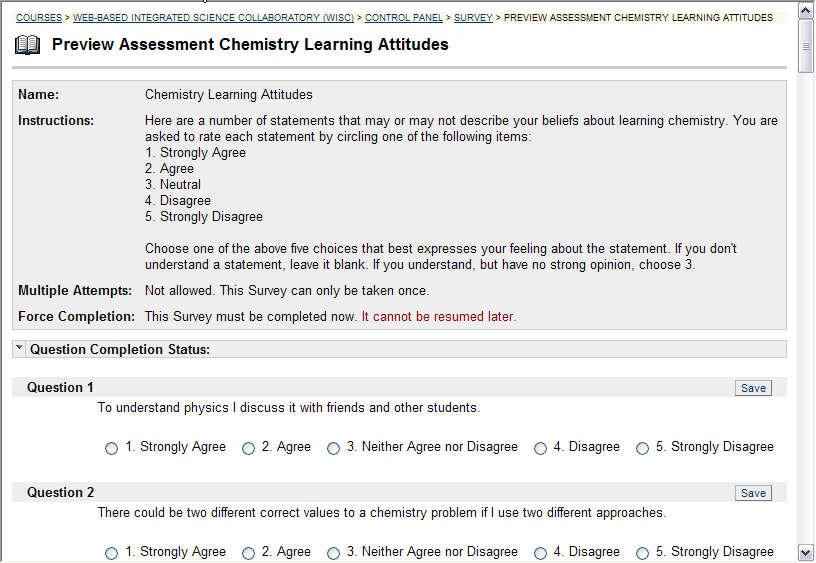 COURSES > WEB-BASED INTEGRATED SCIENCE COLLABORATORY (WISC) > CONTROL PANEL > SURVEY > PREVIEW ASSESSMENT CHEMISTRY LEARNING ATTITUDES
Preview Assessment Chemistry Learning Attitudes
Name: Chemistry Learning Attitudes
Instructions: Here are a number of statements that may or may not describe your beliefs about learning chemistry. You are
asked to rate each statement by circling one of the following items:
1. Strongly Agree
2. Agree
3. Neutral
4. Disagree
5. Strongly Disagree
Choose one of the above five choices that best expresses your feeling about the statement. If you don't
understand a statement, leave it blank. If you understand, but have no strong opinion, choose 3.
Multiple Attempts: Not allowed. This Survey can only be taken once.
Force Completion: This Survey must be completed now. It cannot be resumed later.
Question Completion Status:
Question 1 Save
To understand physics I discuss it with friends and other students.
1. Strongly Agree 2. Agree 3. Neither Agree nor Disagree 4. Disagree 5. Strongly Disagree
Question 2 Save
There could be two different correct values to a chemistry problem if I use two different approaches.
1. Strongly Agree 2. Agree 3. Neither Agree nor Disagree 4. Disagree 5. Strongly Disagree